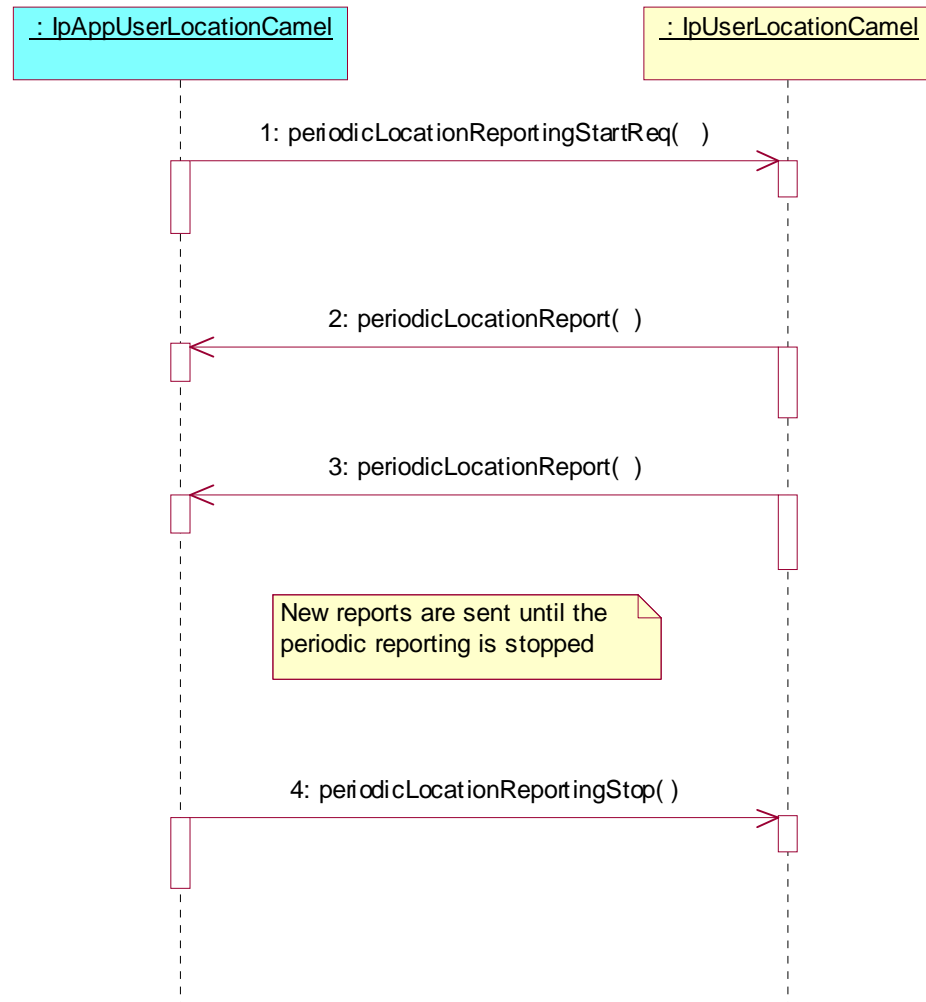 : IpAppUserLocationCamel
: IpUserLocationCamel
1: periodicLocationReportingStartReq( )
2: periodicLocationReport( )
3: periodicLocationReport( )
New reports are sent until the
periodic reporting is stopped
4: periodicLocationReportingStop( )